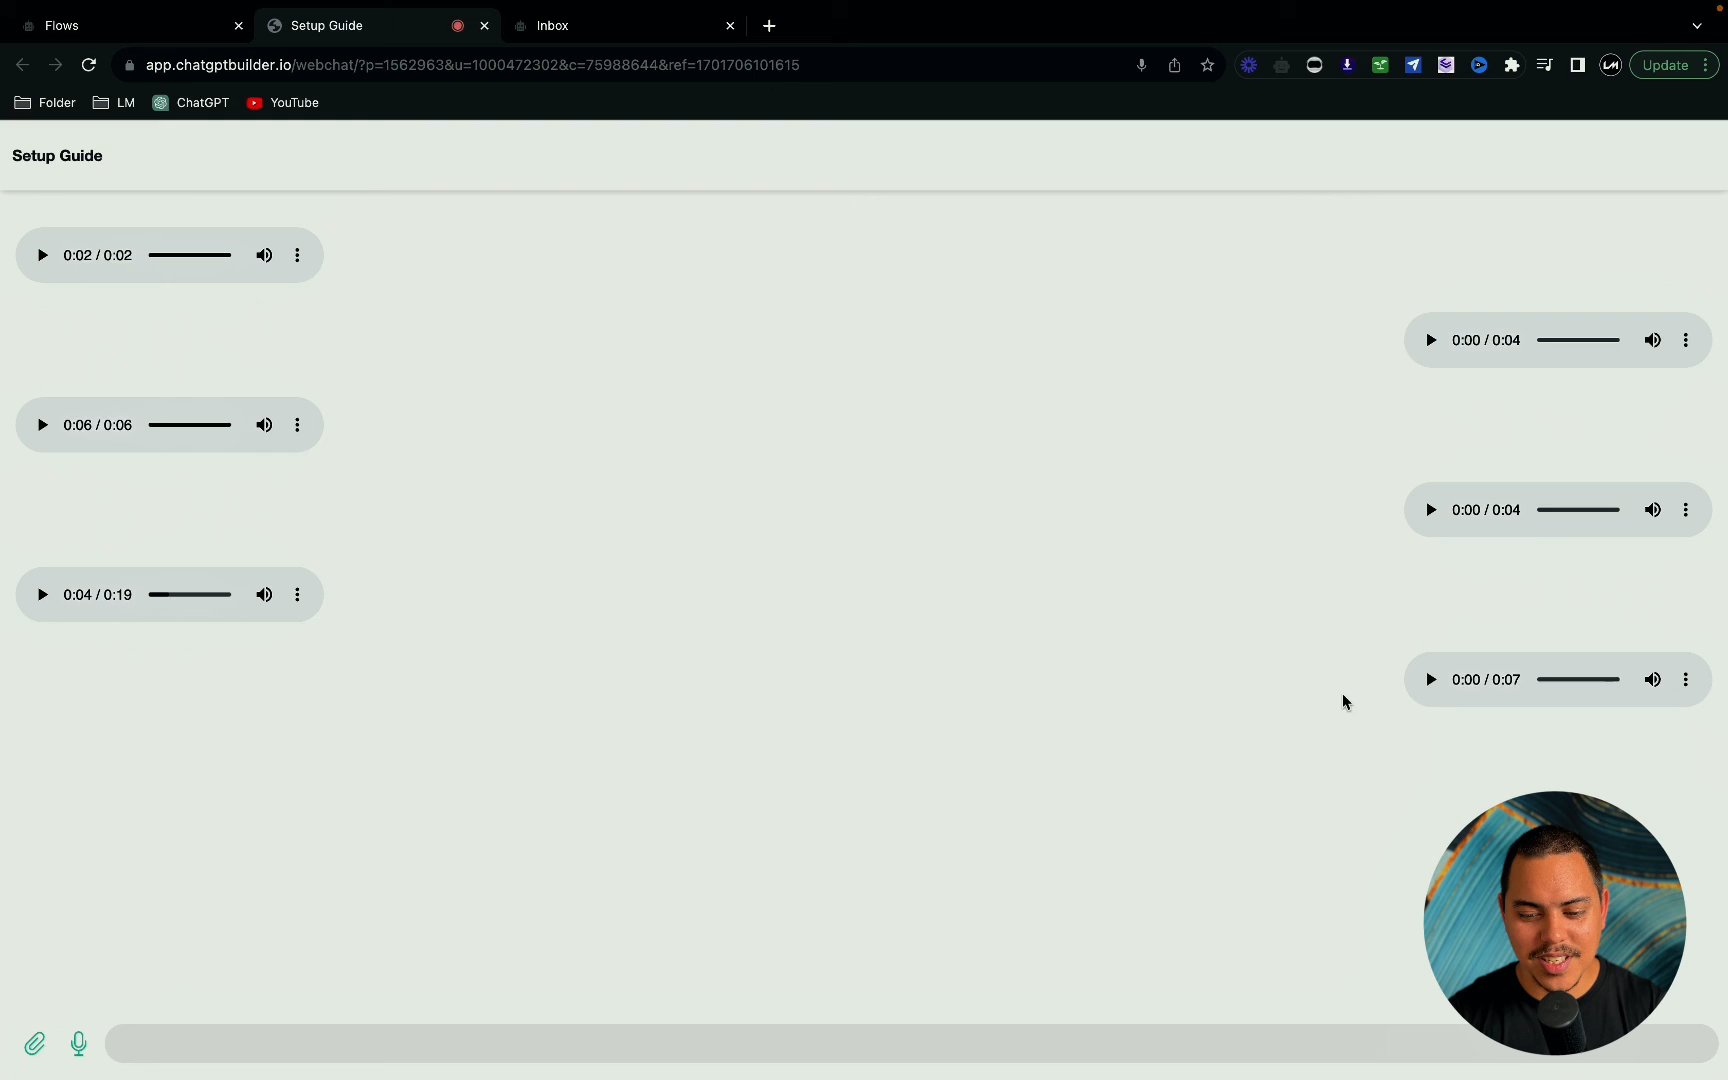 Flows
Setup Guide
Inbox
app.chatgptbuilder.io/webchat/?p=1562963&u=1000472302&c=75988644&ref=1701706101615
Update
Folder
LM
ChatGPT
YouTube
Setup Guide
0:02 / 0:02
0:00 / 0:04
0:06 / 0:06
0:00 / 0:04
0:04 / 0:19
0:00 / 0:07